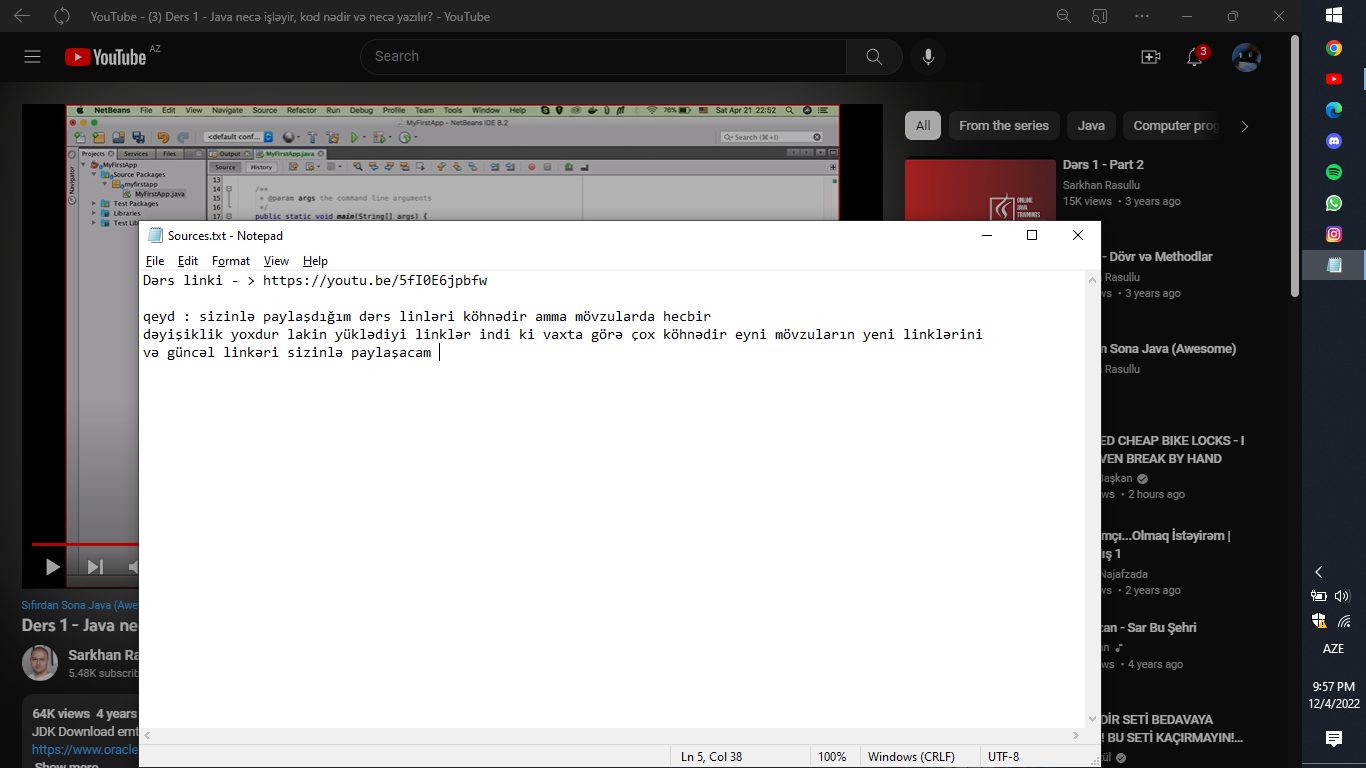 YouTube - (3) Ders 1 - Java necə işləyir, kod nədir və necə yazılır? - YouTube
YouTube AZ
Search
3
NetBeans File Edit View Navigate Source Refactor Run Debug Profile Team Tools Window Help 76% Sat Apr 21 22:52
MyFirstApp - NetBeans IDE 8.2
<default conf... Search (⌘+I)
Projects Services Files Output MyFirstApp.java
MyFirstApp
Source Packages
myfirstapp
MyFirstApp.java
Test Packages
Libraries
Test Lib
Navigator
Source History
13
14 /**
15 * @param args the command line arguments
16 */
17 public static void main(String[] args) {
All From the series Java Computer prog
ONLINE JAVA TRAININGS
Dərs 1 - Part 2
Sarkhan Rasullu
15K views • 3 years ago
- Dövr və Methodlar
Rasullu
ws • 3 years ago
n Sona Java (Awesome)
Rasullu
ED CHEAP BIKE LOCKS - I
VEN BREAK BY HAND
Başkan
ws • 2 hours ago
mçı...Olmaq İstəyirəm |
ış 1
Najafzada
ws • 2 years ago
zan - Sar Bu Şehri
ws • 4 years ago
DİR SETİ BEDAVAYA
! BU SETİ KAÇIRMAYIN!...
Sources.txt - Notepad
File Edit Format View Help
Dərs linki - > https://youtu.be/5fI0E6jpbfw
qeyd : sizinlə paylaşdığım dərs linləri köhnədir amma mövzularda hecbir
dəyişiklik yoxdur lakin yüklədiyi linklər indi ki vaxta görə çox köhnədir eyni mövzuların yeni linklərini
və güncəl linkəri sizinlə paylaşacam
Ln 5, Col 38 100% Windows (CRLF) UTF-8
Sıfırdan Sona Java (Awe
Ders 1 - Java ne
Sarkhan Ra
5.48K subscrib
64K views 4 years
JDK Download emt
https://www.oracle
Show more
AZE
9:57 PM
12/4/2022